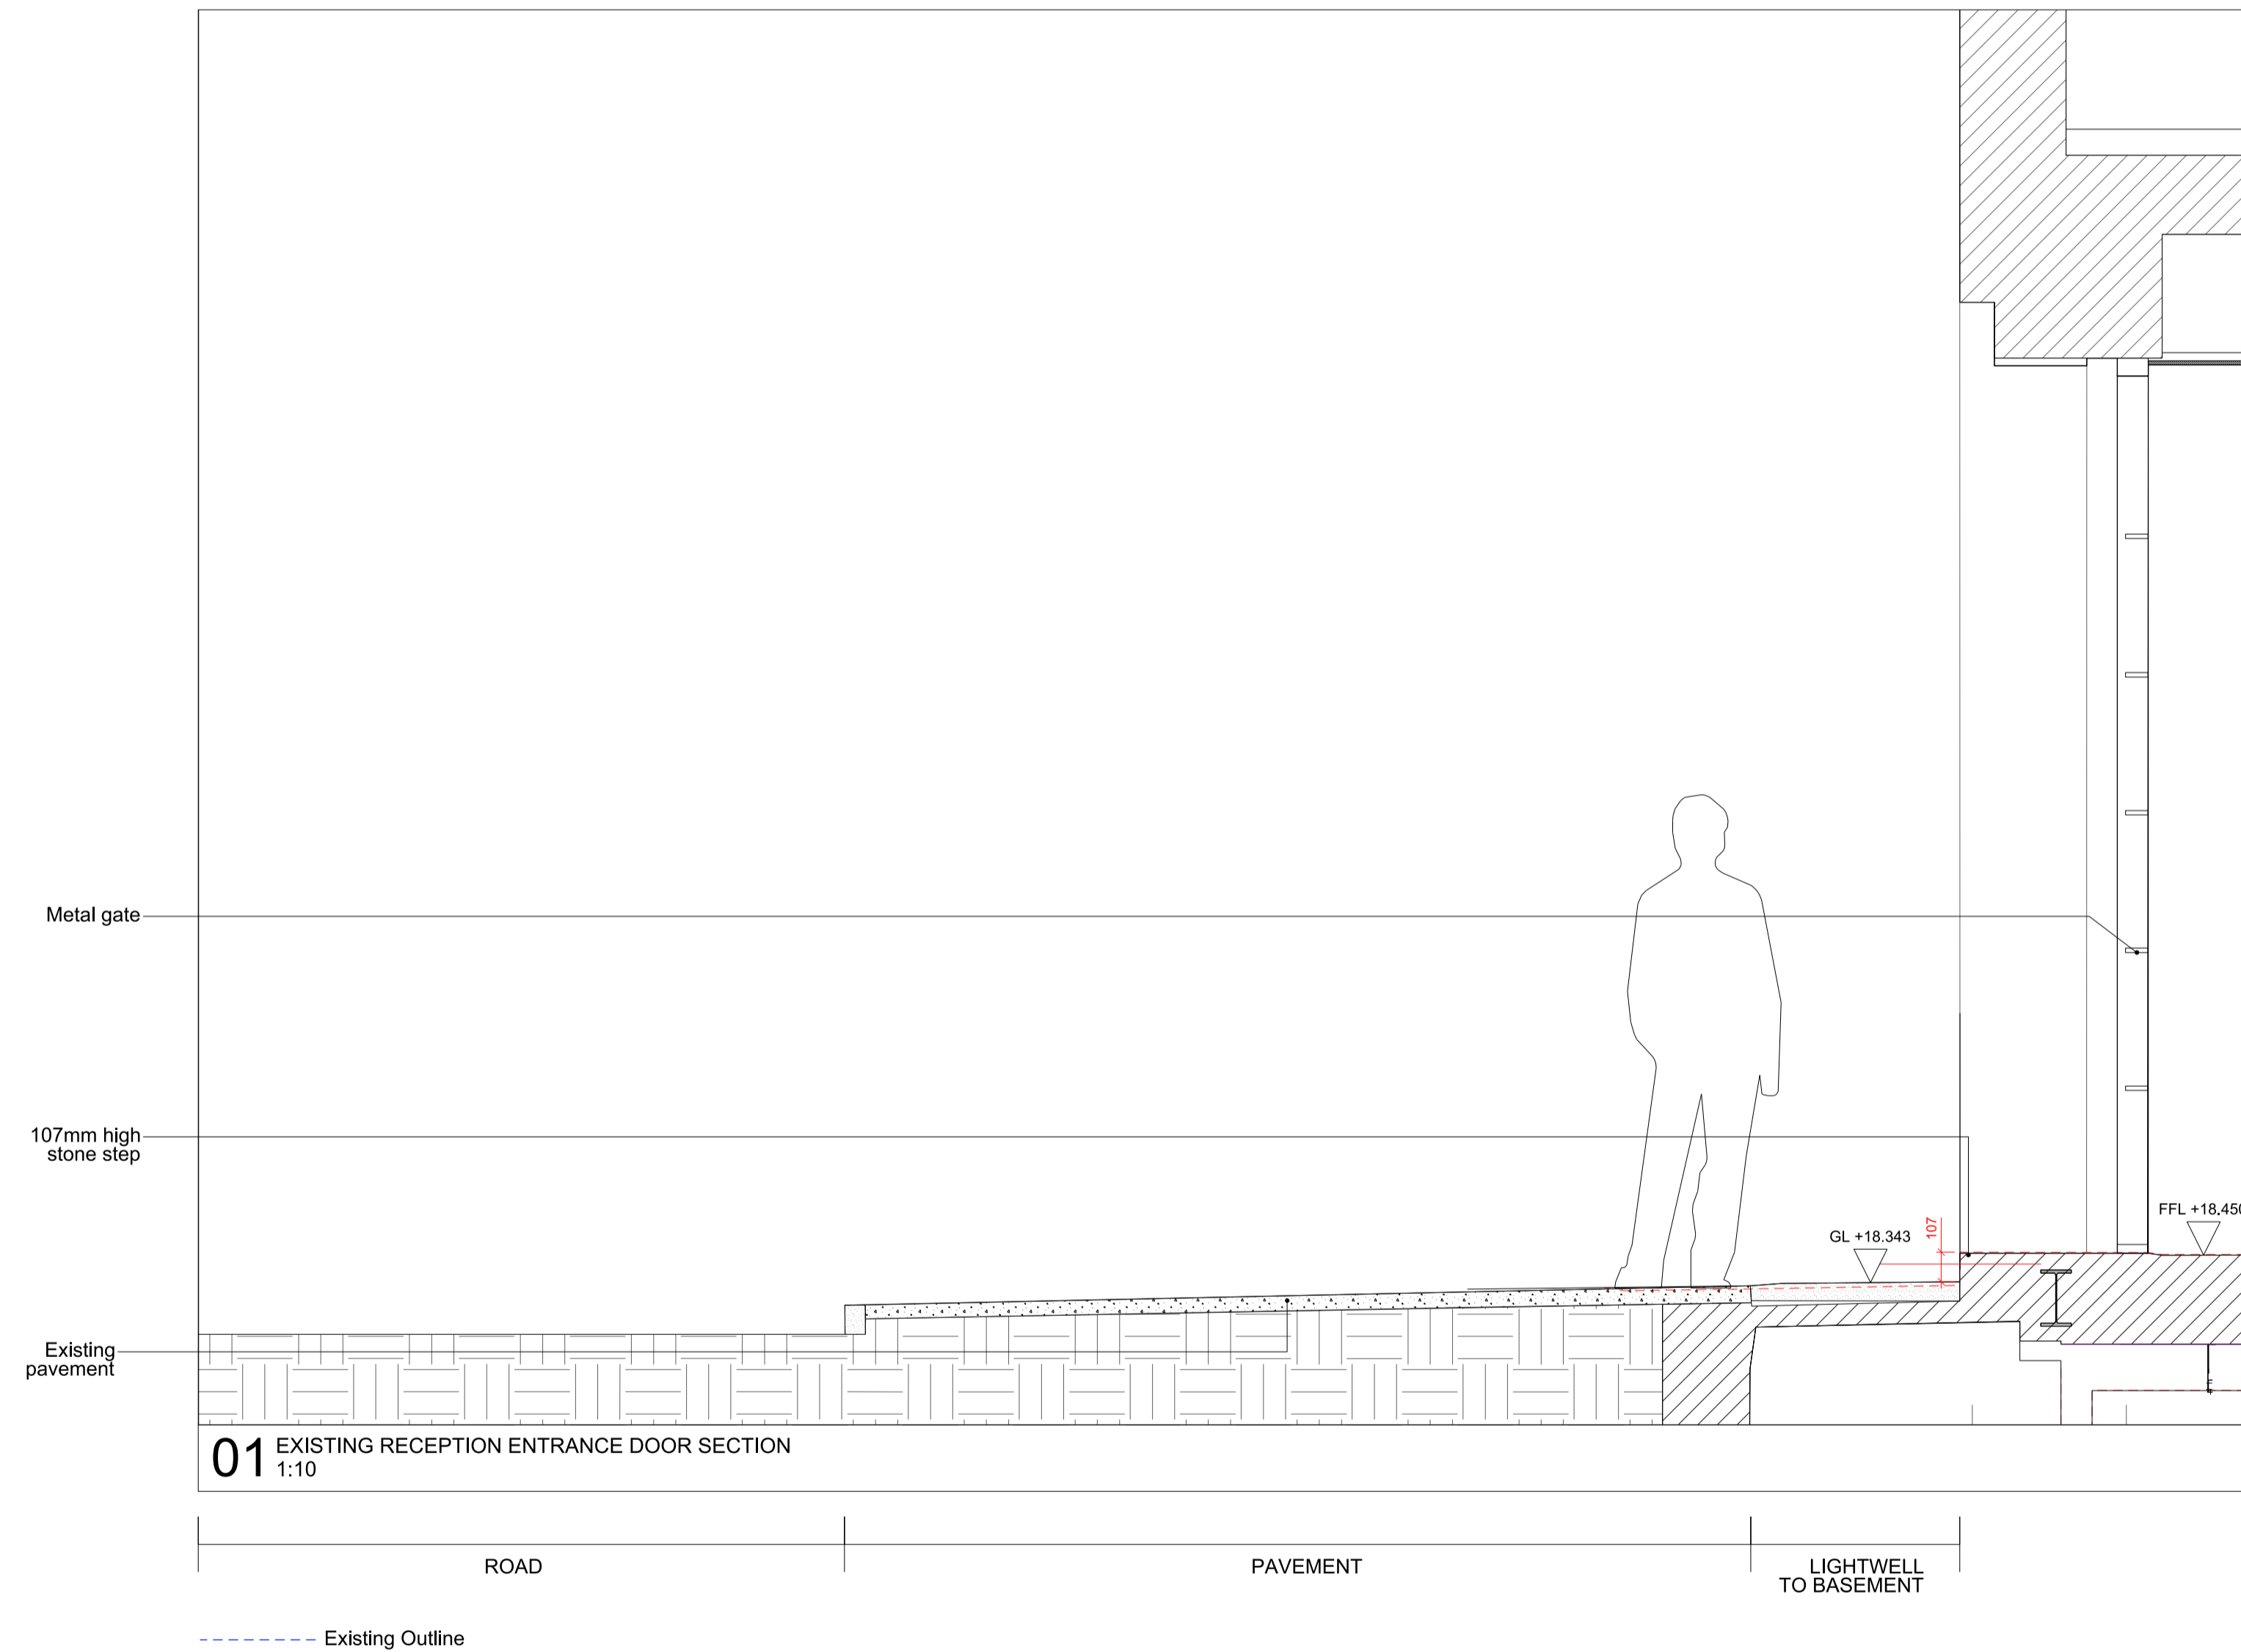 Metal gate
107mm high
stone step
107
GL +18.343
FFL +18.450
Existing
pavement
01 EXISTING RECEPTION ENTRANCE DOOR SECTION
1:10
ROAD
PAVEMENT
LIGHTWELL
TO BASEMENT
Existing Outline